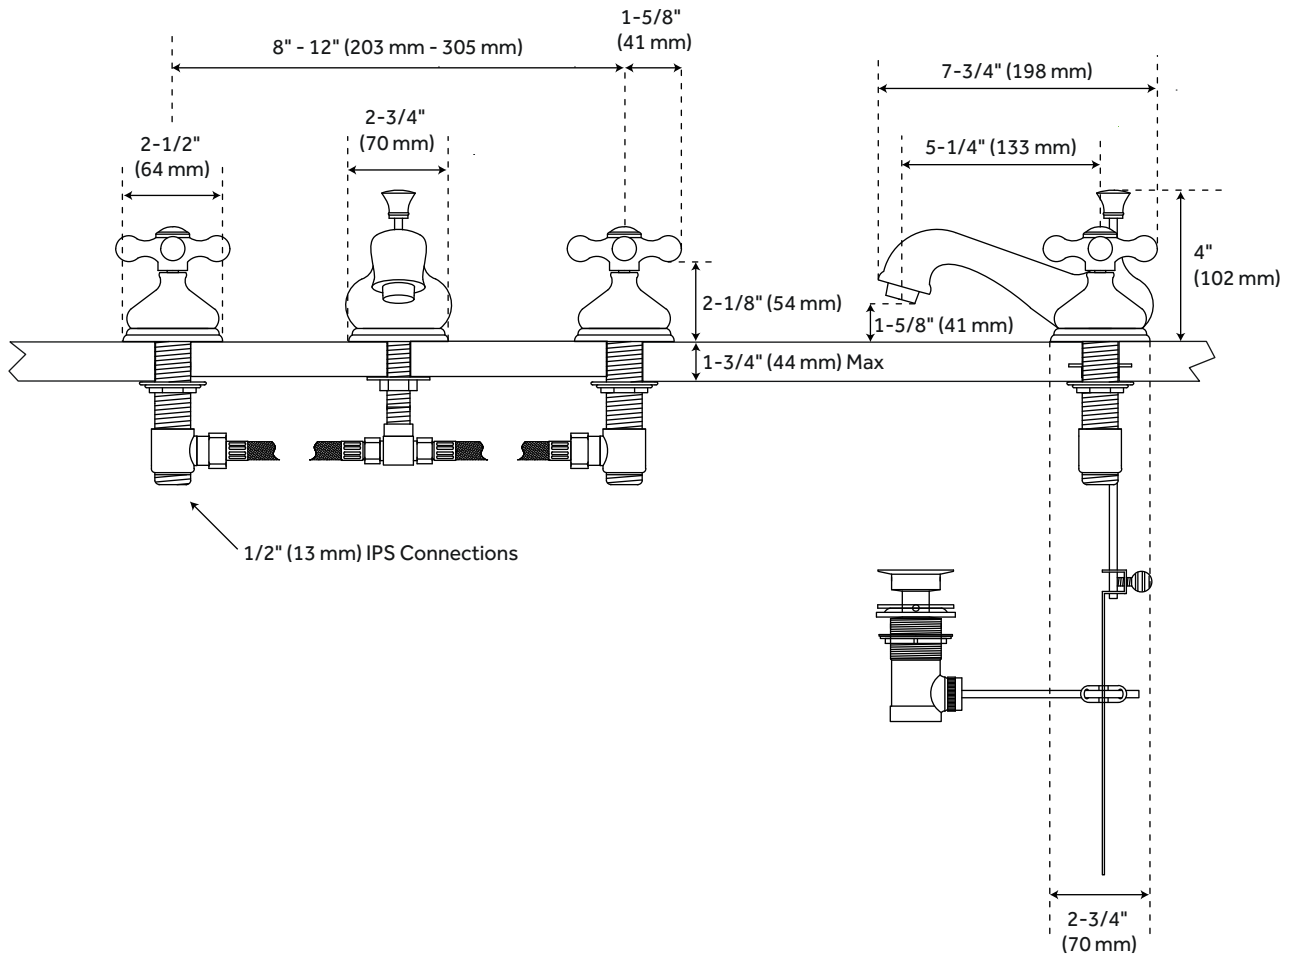 1-5/8"
(41 mm)
8" - 12" (203 mm - 305 mm)
7-3/4" (198 mm)
2-3/4"
(70 mm)
2-1/2"
(64 mm)
5-1/4" (133 mm)
4"
(102 mm)
2-1/8" (54 mm)
1-5/8" (41 mm)
1-3/4" (44 mm) Max
1/2" (13 mm) IPS Connections
2-3/4"
(70 mm)